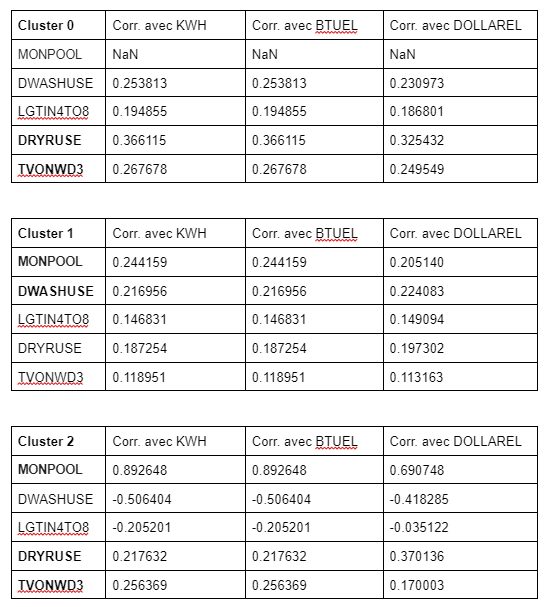 Cluster 0 Corr. avec KWH Corr. avec BTUEL Corr. avec DOLLAREL
MONPOOL NaN NaN NaN
DWASHUSE 0.253813 0.253813 0.230973
LGTIN4TO8 0.194855 0.194855 0.186801
DRYRUSE 0.366115 0.366115 0.325432
TVONWD3 0.267678 0.267678 0.249549
Cluster 1 Corr. avec KWH Corr. avec BTUEL Corr. avec DOLLAREL
MONPOOL 0.244159 0.244159 0.205140
DWASHUSE 0.216956 0.216956 0.224083
LGTIN4TO8 0.146831 0.146831 0.149094
DRYRUSE 0.187254 0.187254 0.197302
TVONWD3 0.118951 0.118951 0.113163
Cluster 2 Corr. avec KWH Corr. avec BTUEL Corr. avec DOLLAREL
MONPOOL 0.892648 0.892648 0.690748
DWASHUSE -0.506404 -0.506404 -0.418285
LGTIN4TO8 -0.205201 -0.205201 -0.035122
DRYRUSE 0.217632 0.217632 0.370136
TVONWD3 0.256369 0.256369 0.170003